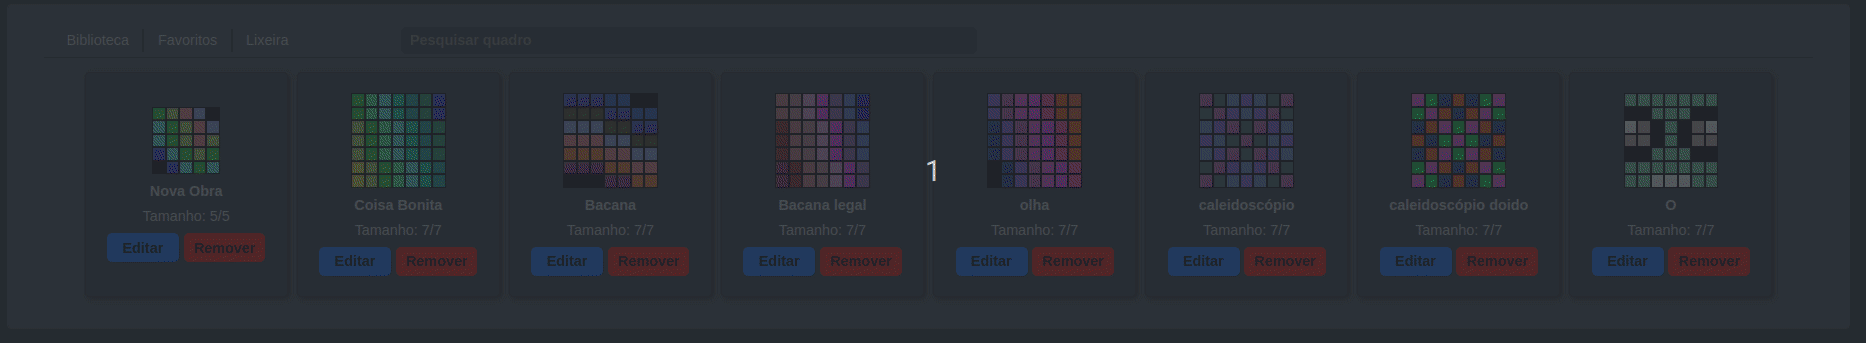 Biblioteca Favoritos Lixeira Pesquisar quadro
1
Nova Obra
Tamanho: 5/5
Editar Remover
Coisa Bonita
Tamanho: 7/7
Editar Remover
Bacana
Tamanho: 7/7
Editar Remover
Bacana legal
Tamanho: 7/7
Editar Remover
olha
Tamanho: 7/7
Editar Remover
caleidoscópio
Tamanho: 7/7
Editar Remover
caleidoscópio doido
Tamanho: 7/7
Editar Remover
O
Tamanho: 7/7
Editar Remover